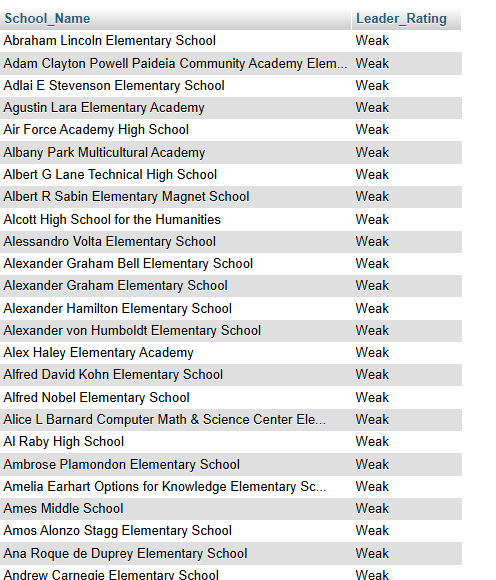 School_Name Leader_Rating
Abraham Lincoln Elementary School Weak
Adam Clayton Powell Paideia Community Academy Elem... Weak
Adlai E Stevenson Elementary School Weak
Agustin Lara Elementary Academy Weak
Air Force Academy High School Weak
Albany Park Multicultural Academy Weak
Albert G Lane Technical High School Weak
Albert R Sabin Elementary Magnet School Weak
Alcott High School for the Humanities Weak
Alessandro Volta Elementary School Weak
Alexander Graham Bell Elementary School Weak
Alexander Graham Elementary School Weak
Alexander Hamilton Elementary School Weak
Alexander von Humboldt Elementary School Weak
Alex Haley Elementary Academy Weak
Alfred David Kohn Elementary School Weak
Alfred Nobel Elementary School Weak
Alice L Barnard Computer Math & Science Center Ele... Weak
Al Raby High School Weak
Ambrose Plamondon Elementary School Weak
Amelia Earhart Options for Knowledge Elementary Sc... Weak
Ames Middle School Weak
Amos Alonzo Stagg Elementary School Weak
Ana Roque de Duprey Elementary School Weak
Andrew Carnegie Elementary School Weak